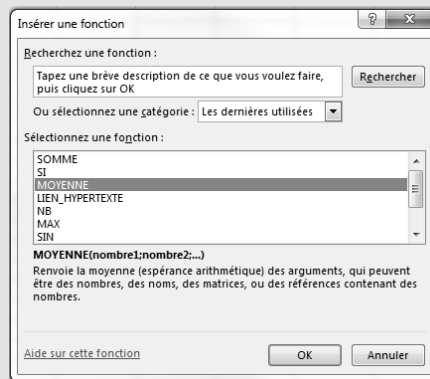 Insérer une fonction
Recherchez une fonction :
Tapez une brève description de ce que vous voulez faire,
puis cliquez sur OK
Rechercher
Ou sélectionnez une catégorie : Les dernières utilisées
Sélectionnez une fonction :
SOMME
SI
MOYENNE
LIEN_HYPERTEXTE
NB
MAX
SIN
MOYENNE(nombre1;nombre2;...)
Renvoie la moyenne (espérance arithmétique) des arguments, qui peuvent
être des nombres, des noms, des matrices, ou des références contenant des
nombres.
Aide sur cette fonction
OK
Annuler